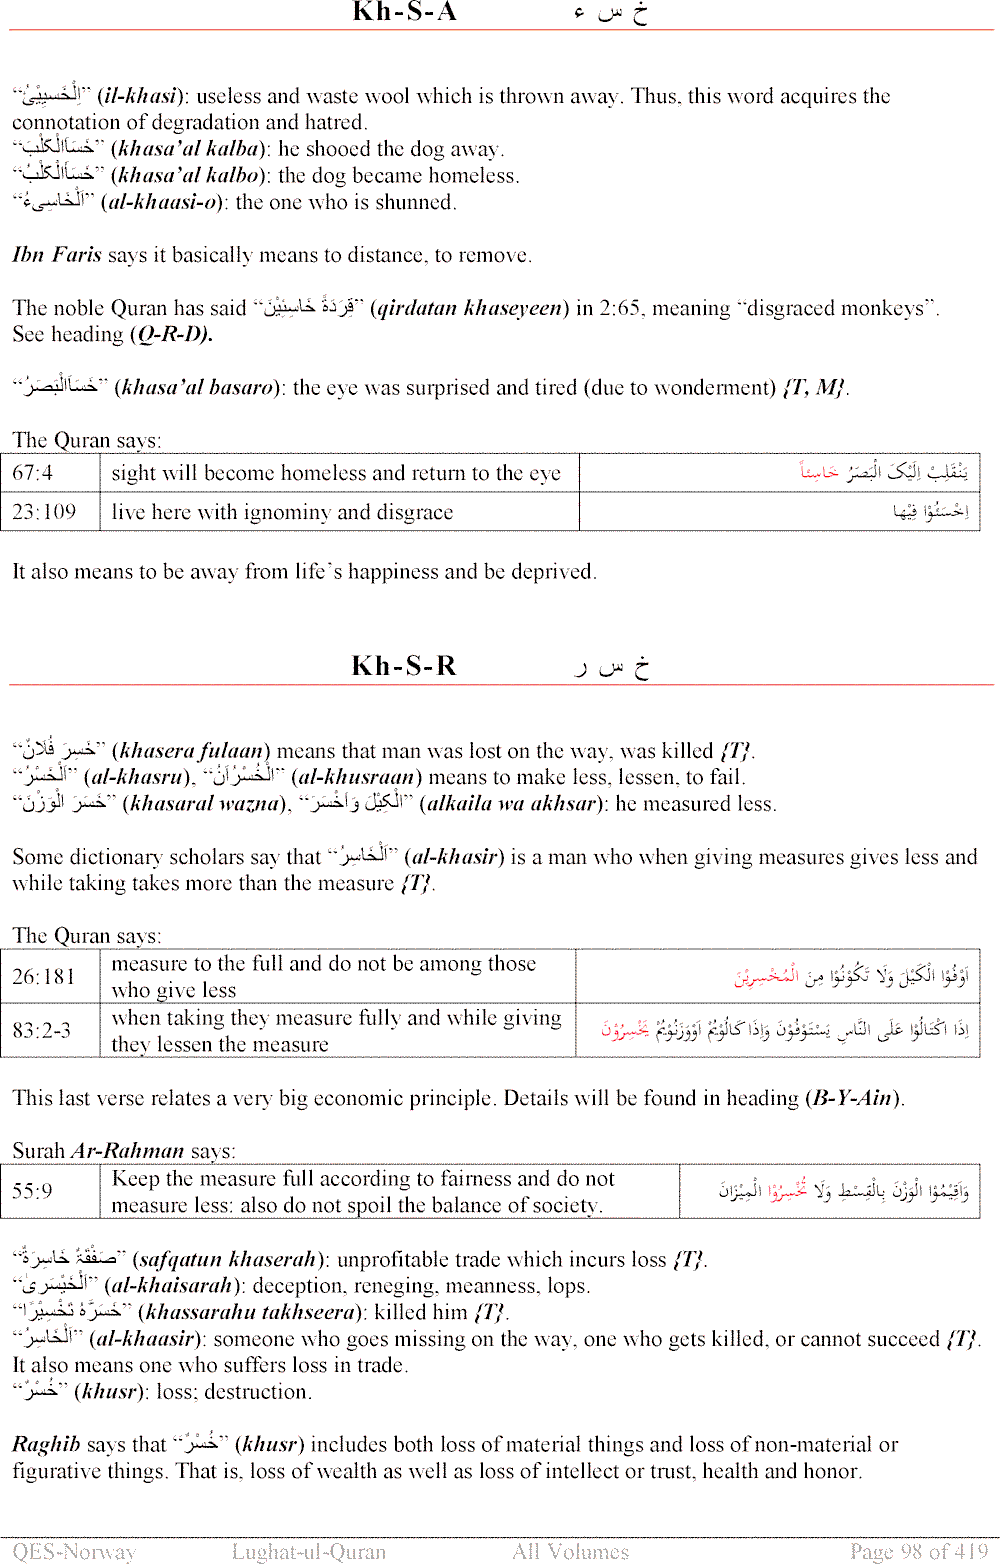 Kh-S-A خ س ء
“اِلْخَسِیْیُٔ” (il-khasi): useless and waste wool which is thrown away. Thus, this word acquires the
connotation of degradation and hatred.
“خَسَأَالْکَلْبَ” (khasa’al kalba): he shooed the dog away.
“خَسَأَالْکَلْبُ” (khasa’al kalbo): the dog became homeless.
“اَلْخَاسِیءُ” (al-khaasi-o): the one who is shunned.
Ibn Faris says it basically means to distance, to remove.
The noble Quran has said “قِرَدَةً خَاسِئِیْنَ” (qirdatan khaseyeen) in 2:65, meaning “disgraced monkeys”.
See heading (Q-R-D).
“خَسَأَالْبَصَرُ” (khasa’al basaro): the eye was surprised and tired (due to wonderment) {T, M}.
The Quran says:
67:4 sight will become homeless and return to the eye یَنْقَلِبْ اِلَیْکَ الْبَصَرُ خَاسِئاً
23:109 live here with ignominy and disgrace اِخْسَئُوْا فِیْهَا
It also means to be away from life’s happiness and be deprived.
Kh-S-R خ س ر
“خَسِرَ فُلَانٌ” (khasera fulaan) means that man was lost on the way, was killed {T}.
“اَلْخَسْرُ” (al-khasru), “الْخُسْرُآنُ” (al-khusraan) means to make less, lessen, to fail.
“خَسَرَ الْوَزْنَ” (khasaral wazna), “الْکِیْلَ وَ اَخْسَرَ” (alkaila wa akhsar): he measured less.
Some dictionary scholars say that “اَلْخَاسِرُ” (al-khasir) is a man who when giving measures gives less and
while taking takes more than the measure {T}.
The Quran says:
26:181 measure to the full and do not be among those اَوْفُوْا الْکَیْلَ وَلَا تَکُوْنُوْا مِنَ الْمُخْسِرِیْنَ
who give less
83:2-3 when taking they measure fully and while giving اِذَا اکْتَالُوْا عَلَی النَّاسِ یَسْتَوْفُوْنَ وَاِذَا کَالُوْہُمْ اَوْوَزَنُوْہُمْ یُخْسِرُوْنَ
they lessen the measure
This last verse relates a very big economic principle. Details will be found in heading (B-Y-Ain).
Surah Ar-Rahman says:
55:9 Keep the measure full according to fairness and do not وَاَقِیْمُوْا الْوَزْنَ بِالْقِسْطِ وَلَا تُخْسِرُوْا الْمِیْزَانَ
measure less: also do not spoil the balance of society.
“صَفْقَةٌ خَاسِرَةٌ” (safqatun khaserah): unprofitable trade which incurs loss {T}.
“اَلْخَیْسَرٰی” (al-khaisarah): deception, reneging, meanness, lops.
“خَسَّرَہُ تَخْسِیْرًا” (khassarahu takhseera): killed him {T}.
“اَلْخَاسِرُ” (al-khaasir): someone who goes missing on the way, one who gets killed, or cannot succeed {T}.
It also means one who suffers loss in trade.
“خُسْرٌ” (khusr): loss; destruction.
Raghib says that “خُسْرٌ” (khusr) includes both loss of material things and loss of non-material or
figurative things. That is, loss of wealth as well as loss of intellect or trust, health and honor.
QES-Norway Lughat-ul-Quran All Volumes Page 98 of 419